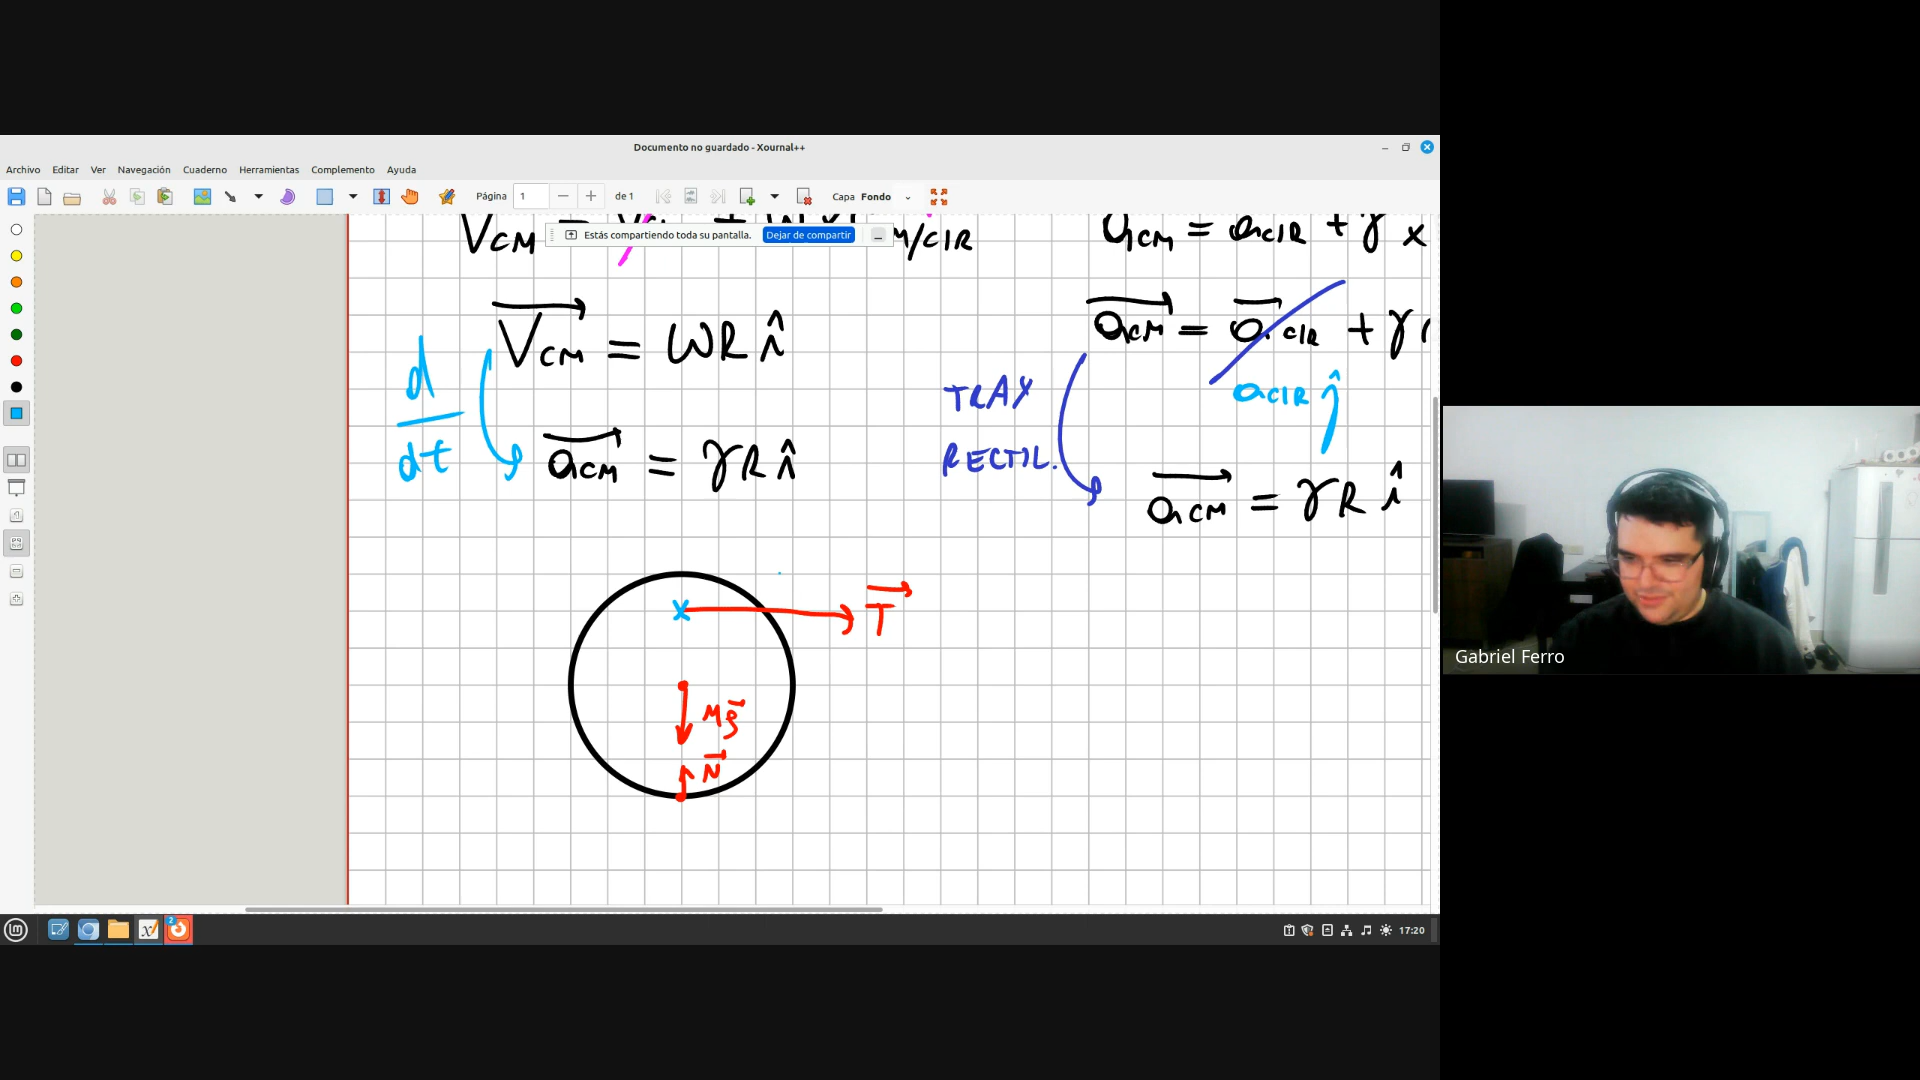 Documento no guardado - Xournal++
Archivo Editar Ver Navegación Cuaderno Herramientas Complemento Ayuda
Página 1 de 1 Capa Fondo
Estás compartiendo toda su pantalla. Dejar de compartir
VCM = M/CIR
aCM = aCIR + γ x
VCM = ωR î
aCM = aCIR + γ
d/dt
TRAY
RECTIL.
aCIR ĵ
aCM = γR î
aCM = γR î
T
Mg
N
Gabriel Ferro
2
17:20